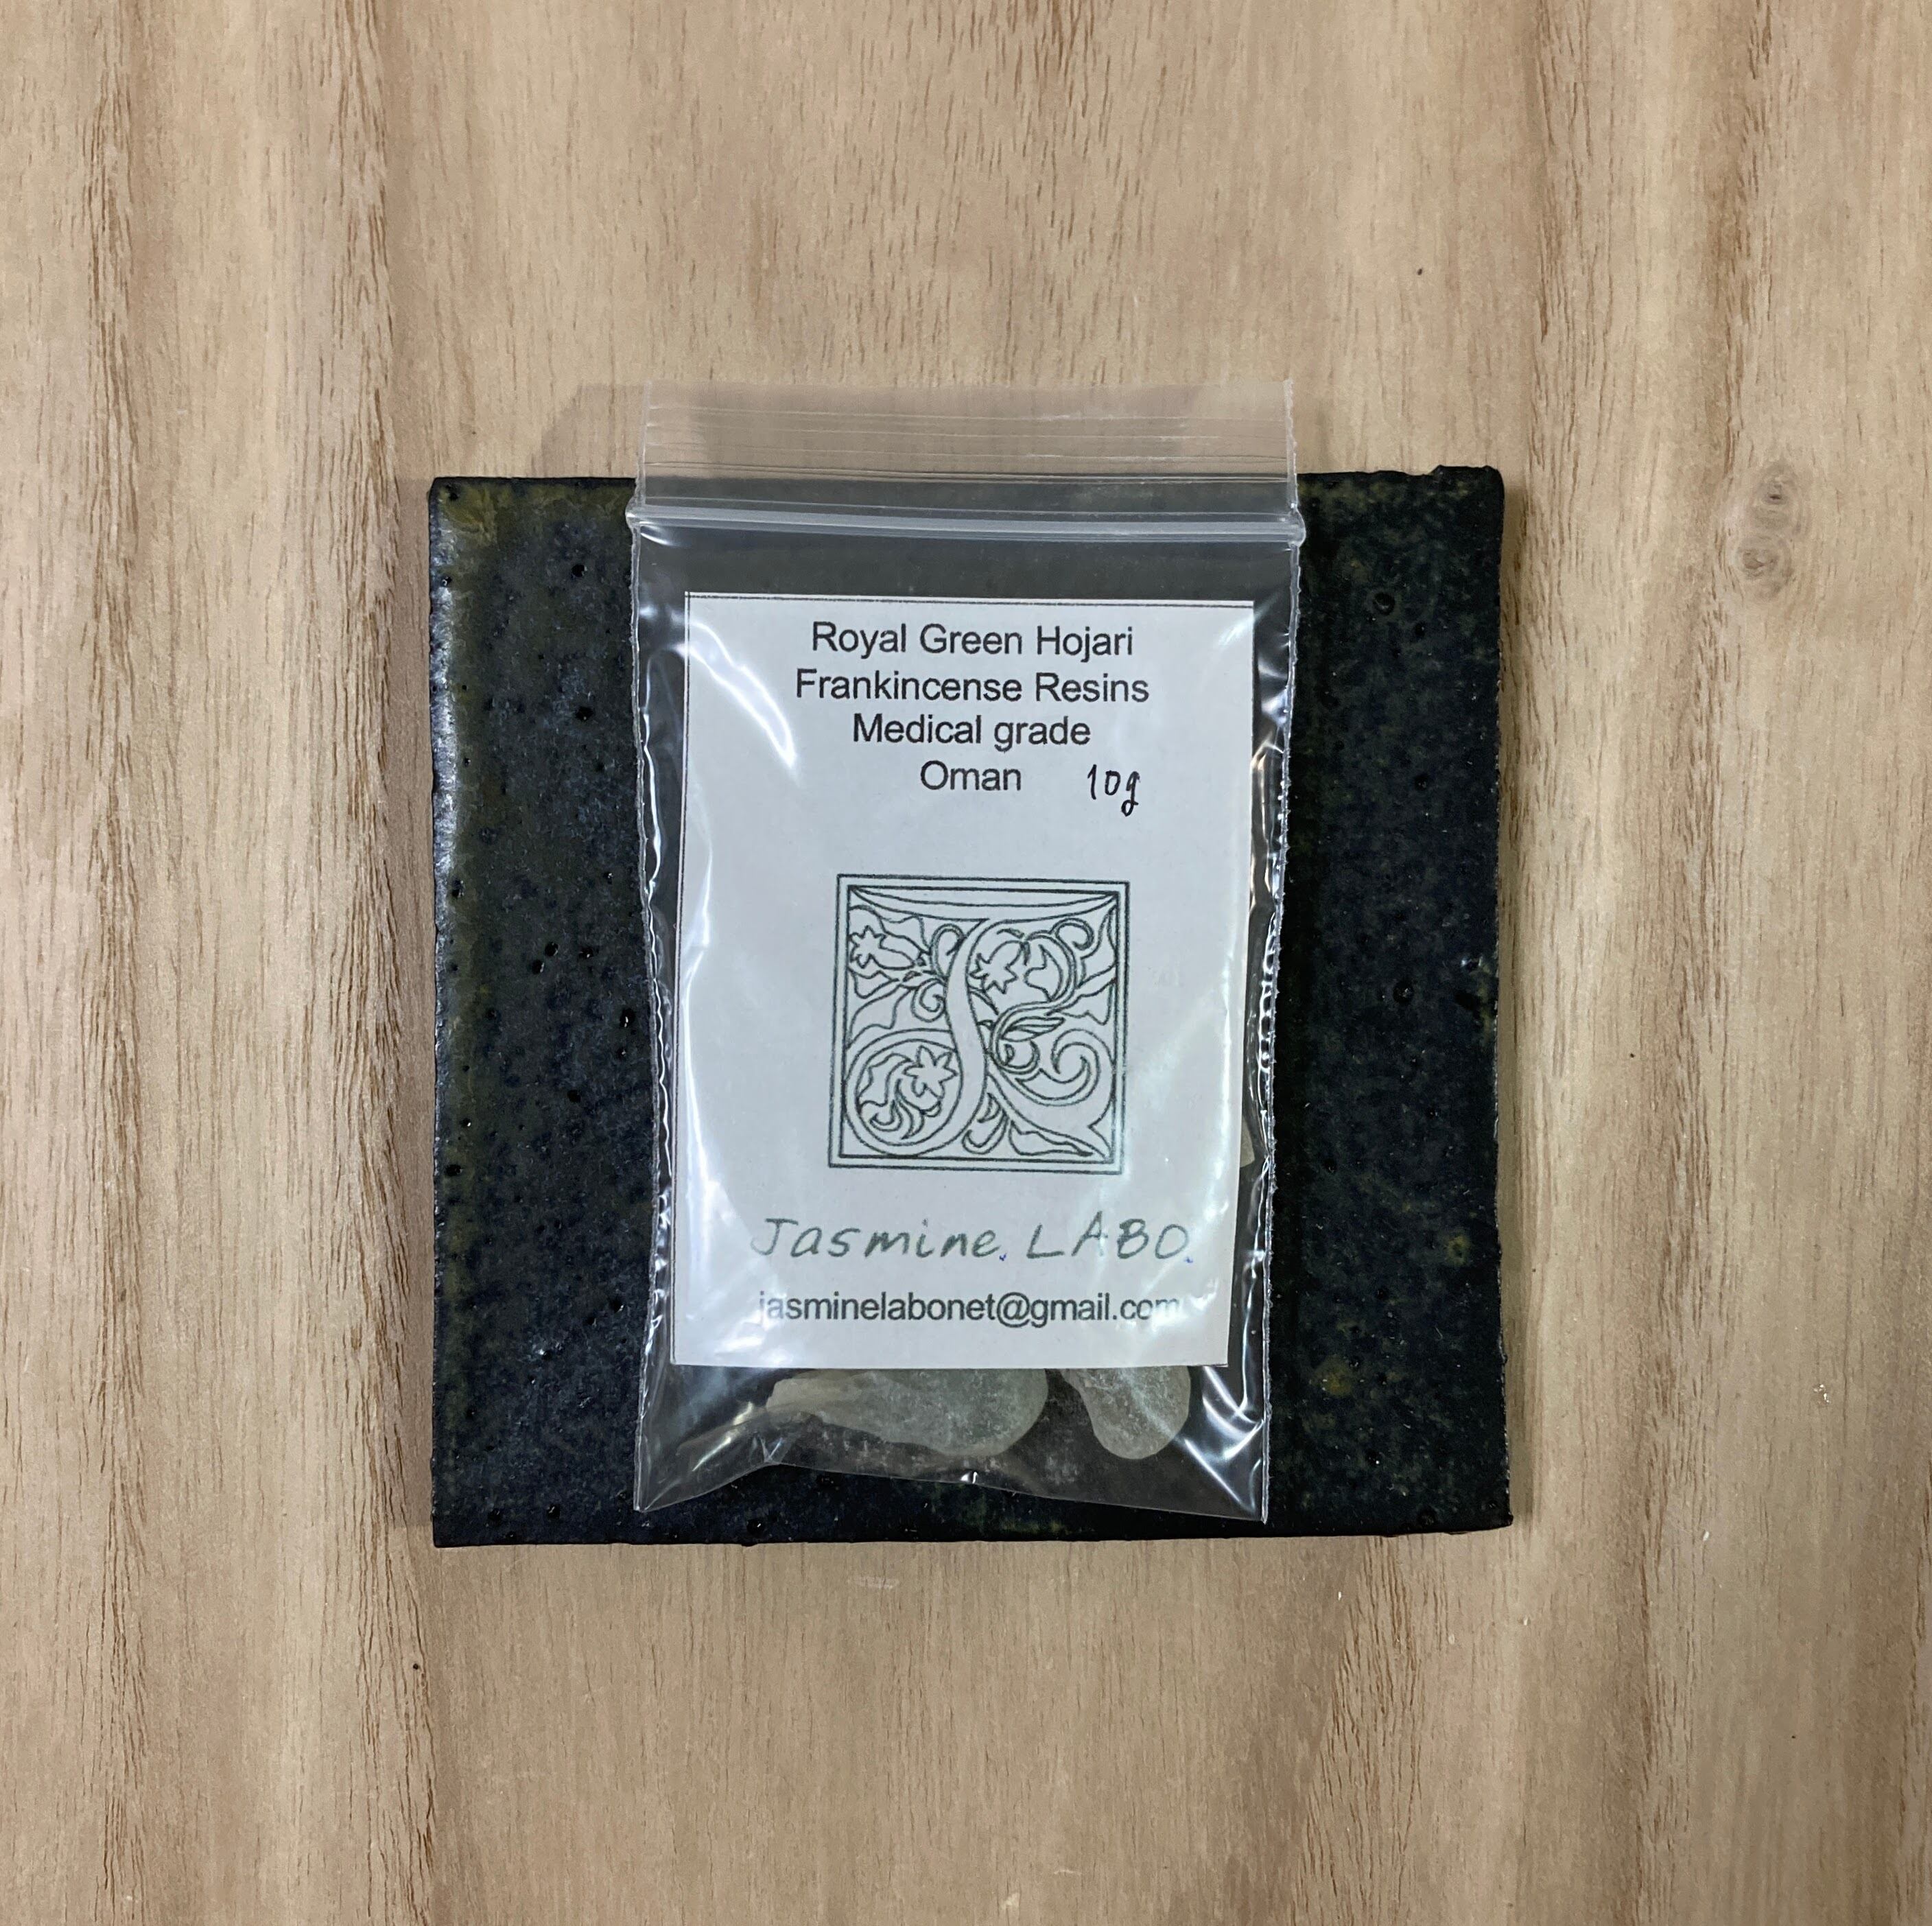 Royal Green Hojari
Frankincense Resins
Medical grade
Oman 10g
Jasmine. LABO.
jasminelabonet@gmail.com